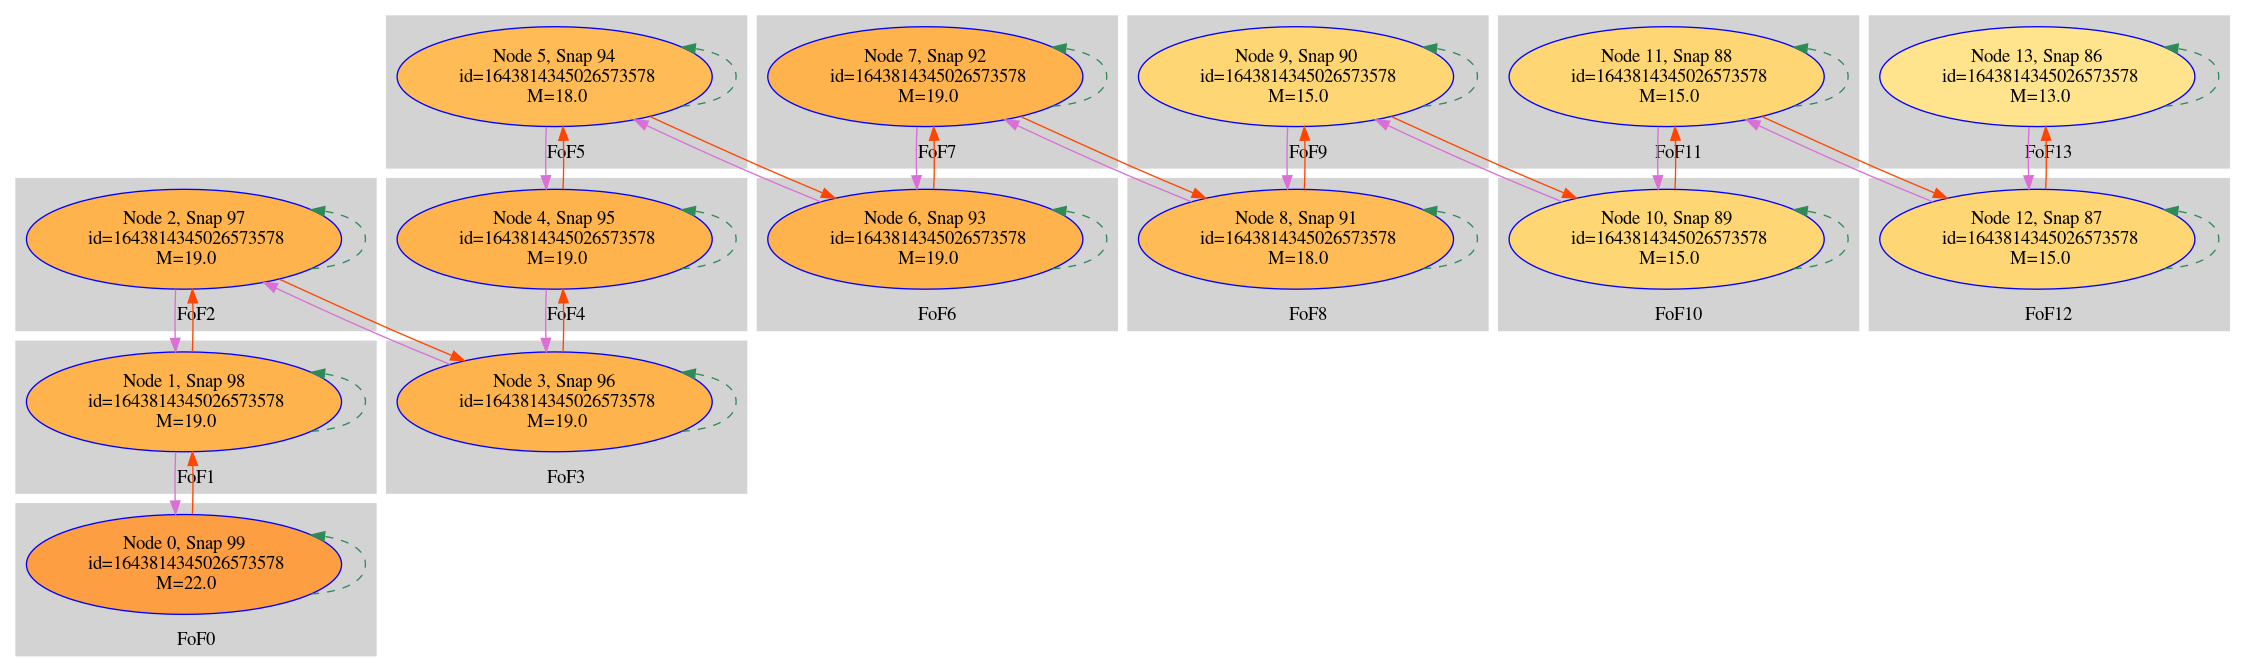 Node 5, Snap 94
id=1643814345026573578
M=18.0
FoF5
Node 7, Snap 92
id=1643814345026573578
M=19.0
FoF7
Node 9, Snap 90
id=1643814345026573578
M=15.0
FoF9
Node 11, Snap 88
id=1643814345026573578
M=15.0
FoF11
Node 13, Snap 86
id=1643814345026573578
M=13.0
FoF13
Node 2, Snap 97
id=1643814345026573578
M=19.0
FoF2
Node 4, Snap 95
id=1643814345026573578
M=19.0
FoF4
Node 6, Snap 93
id=1643814345026573578
M=19.0
FoF6
Node 8, Snap 91
id=1643814345026573578
M=18.0
FoF8
Node 10, Snap 89
id=1643814345026573578
M=15.0
FoF10
Node 12, Snap 87
id=1643814345026573578
M=15.0
FoF12
Node 1, Snap 98
id=1643814345026573578
M=19.0
FoF1
Node 3, Snap 96
id=1643814345026573578
M=19.0
FoF3
Node 0, Snap 99
id=1643814345026573578
M=22.0
FoF0